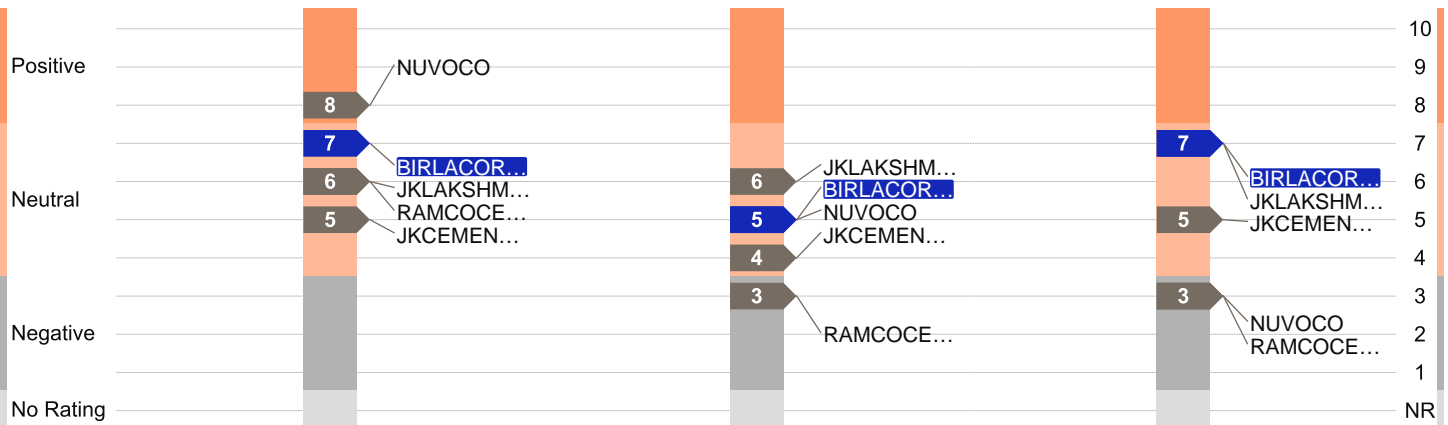 Positive
Neutral
Negative
No Rating
8
7
6
5
NUVOCO
BIRLACOR...
JKLAKSHM...
RAMCOCE...
JKCEMEN...
6
5
4
3
JKLAKSHM...
BIRLACOR...
NUVOCO
JKCEMEN...
RAMCOCE...
7
5
3
BIRLACOR...
JKLAKSHM...
JKCEMEN...
NUVOCO
RAMCOCE...
10
9
8
7
6
5
4
3
2
1
NR